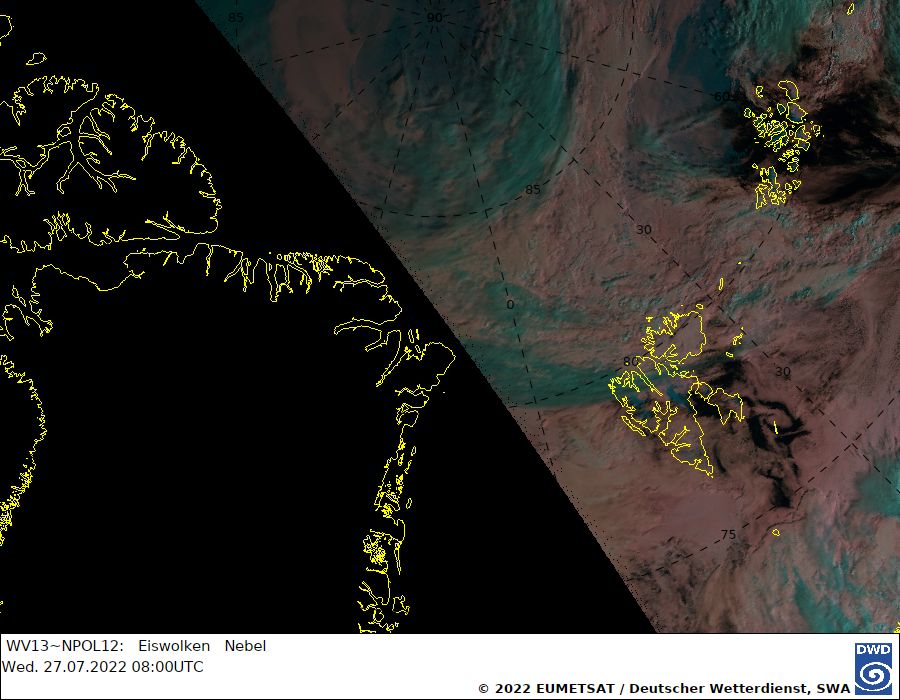 85
90
60
85
30
0
80
30
75
WV13~NPOL12: Eiswolken Nebel
Wed. 27.07.2022 08:00UTC
DWD
© 2022 EUMETSAT / Deutscher Wetterdienst, SWA